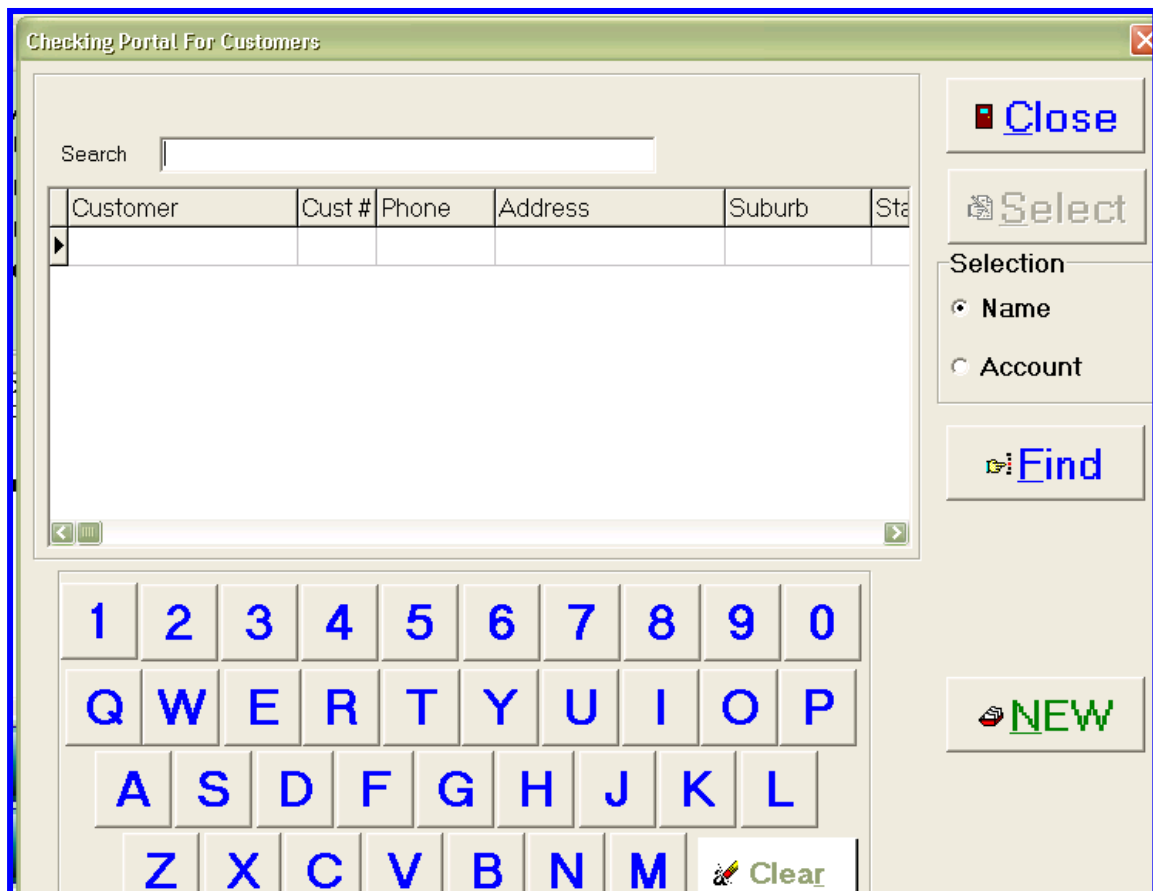 Checking Portal For Customers
Close
Search
Select
Customer Cust # Phone Address Suburb Sta
Selection
Name
Account
Find
1 2 3 4 5 6 7 8 9 0
Q W E R T Y U I O P
NEW
A S D F G H J K L
Z X C V B N M Clear